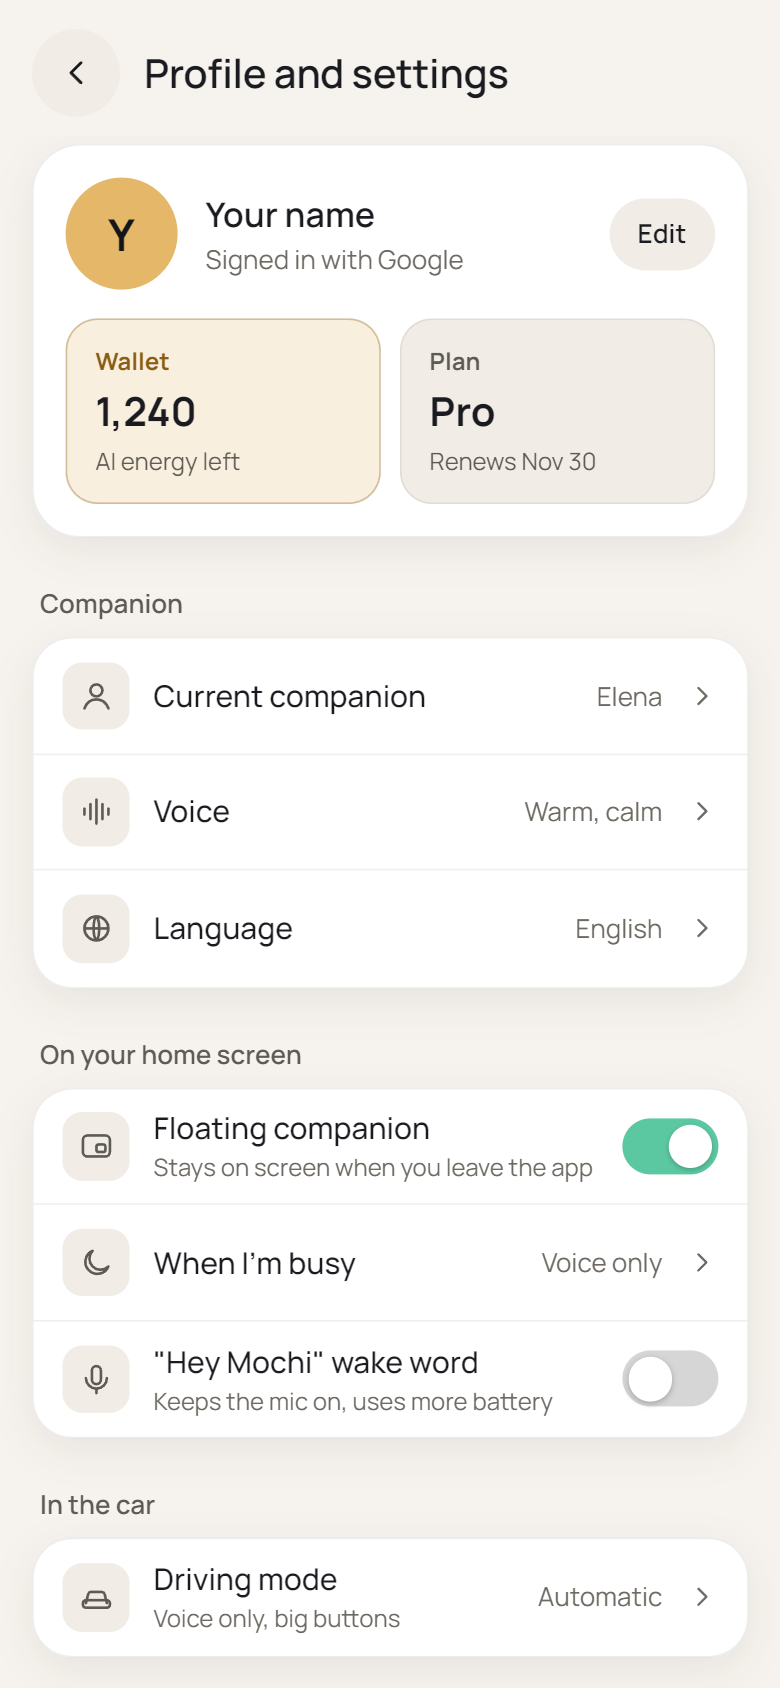 Profile and settings
Y
Your name
Signed in with Google
Edit
Wallet
1,240
AI energy left
Plan
Pro
Renews Nov 30
Companion
Current companion
Elena
Voice
Warm, calm
Language
English
On your home screen
Floating companion
Stays on screen when you leave the app
When I’m busy
Voice only
"Hey Mochi" wake word
Keeps the mic on, uses more battery
In the car
Driving mode
Voice only, big buttons
Automatic